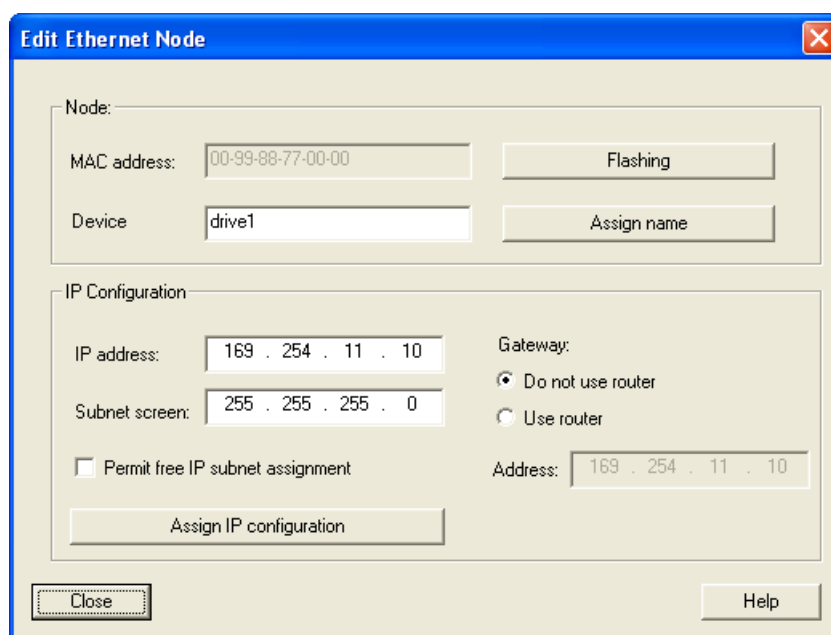 Edit Ethernet Node
Node:
MAC address: 00-99-88-77-00-00 Flashing
Device drive1 Assign name
IP Configuration
IP address: 169 . 254 . 11 . 10 Gateway:
Do not use router
Subnet screen: 255 . 255 . 255 . 0 Use router
Permit free IP subnet assignment Address: 169 . 254 . 11 . 10
Assign IP configuration
Close Help